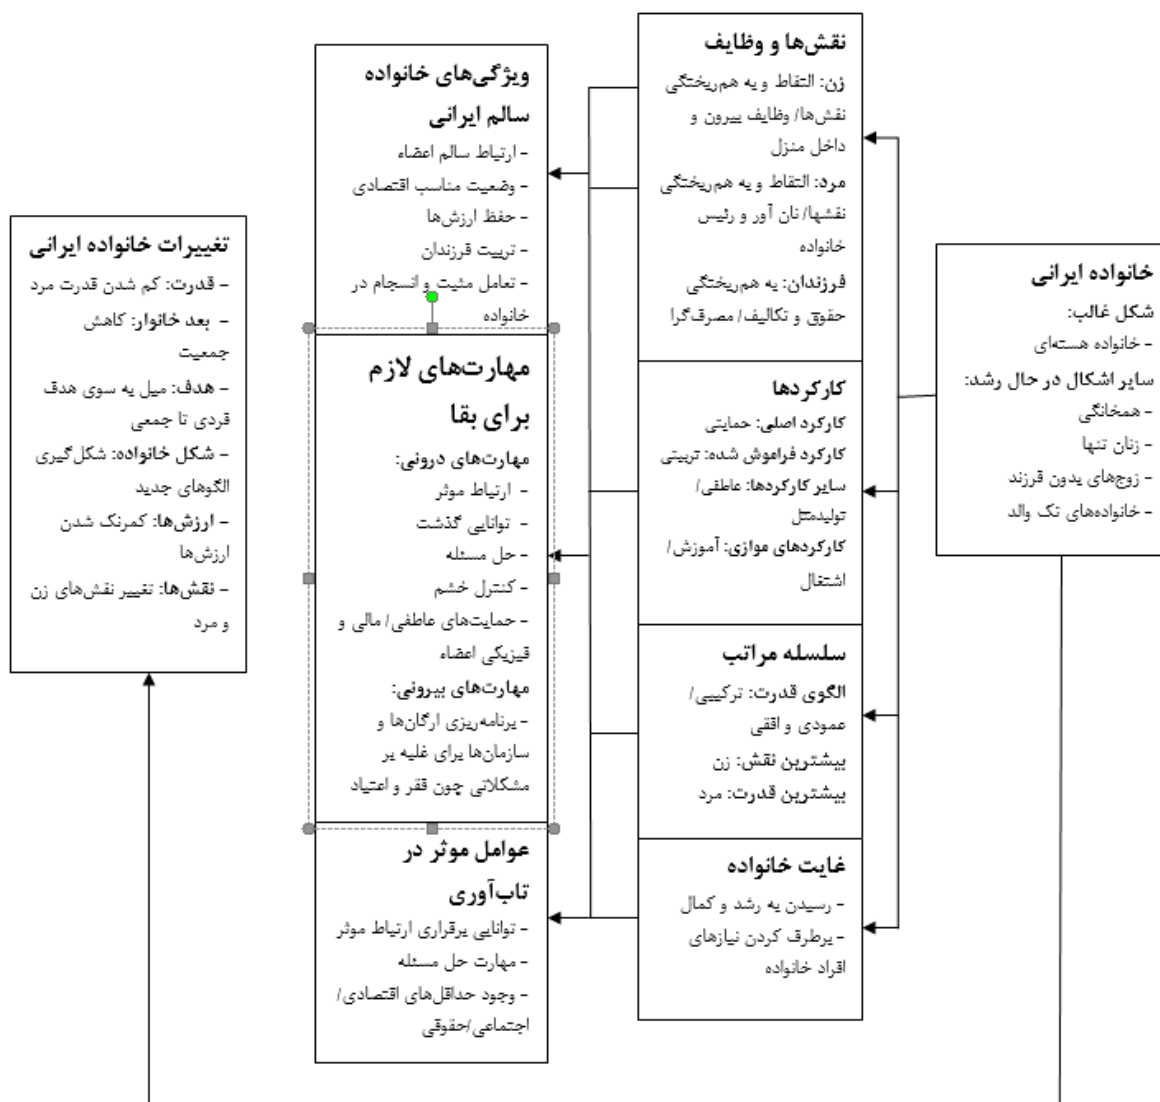 خانواده ایرانی
شکل غالب:
- خانواده هسته‌ای
سایر اشکال در حال رشد:
- همخانگی
- زنان تنها
- زوج‌های بدون فرزند
- خانواده‌های تک والد
نقش‌ها و وظایف
زن: التقاط و به هم‌ریختگی
نقش‌ها/ وظایف بیرون و
داخل منزل
مرد: التقاط و به هم‌ریختگی
نقشها/ نان آور و رئیس
خانواده
فرزندان: به هم‌ریختگی
حقوق و تکالیف/ مصرف‌گرا
کارکردها
کارکرد اصلی: حمایتی
کارکرد فراموش شده: تربیتی
سایر کارکردها: عاطفی/
تولیدمثل
کارکردهای موازی: آموزش/
اشتغال
سلسله مراتب
الگوی قدرت: ترکیبی/
عمودی و افقی
بیشترین نقش: زن
بیشترین قدرت: مرد
غایت خانواده
- رسیدن به رشد و کمال
- برطرف کردن نیازهای
افراد خانواده
ویژگی‌های خانواده
سالم ایرانی
- ارتباط سالم اعضاء
- وضعیت مناسب اقتصادی
- حفظ ارزش‌ها
- تربیت فرزندان
- تعامل مثبت و انسجام در
خانواده
مهارت‌های لازم
برای بقا
مهارت‌های درونی:
- ارتباط موثر
- توانایی گذشت
- حل مسئله
- کنترل خشم
- حمایت‌های عاطفی/ مالی و
فیزیکی اعضاء
مهارت‌های بیرونی:
- برنامه‌ریزی ارگان‌ها و
سازمان‌ها برای غلبه بر
مشکلاتی چون فقر و اعتیاد
عوامل موثر در
تاب‌آوری
- توانایی برقراری ارتباط موثر
- مهارت حل مسئله
- وجود حداقل‌های اقتصادی/
اجتماعی/حقوقی
تغییرات خانواده ایرانی
- قدرت: کم شدن قدرت مرد
- بعد خانوار: کاهش
جمعیت
- هدف: میل به سوی هدف
فردی تا جمعی
- شکل خانواده: شکل‌گیری
الگوهای جدید
- ارزش‌ها: کمرنک شدن
ارزش‌ها
- نقش‌ها: تغییر نقش‌های زن
و مرد